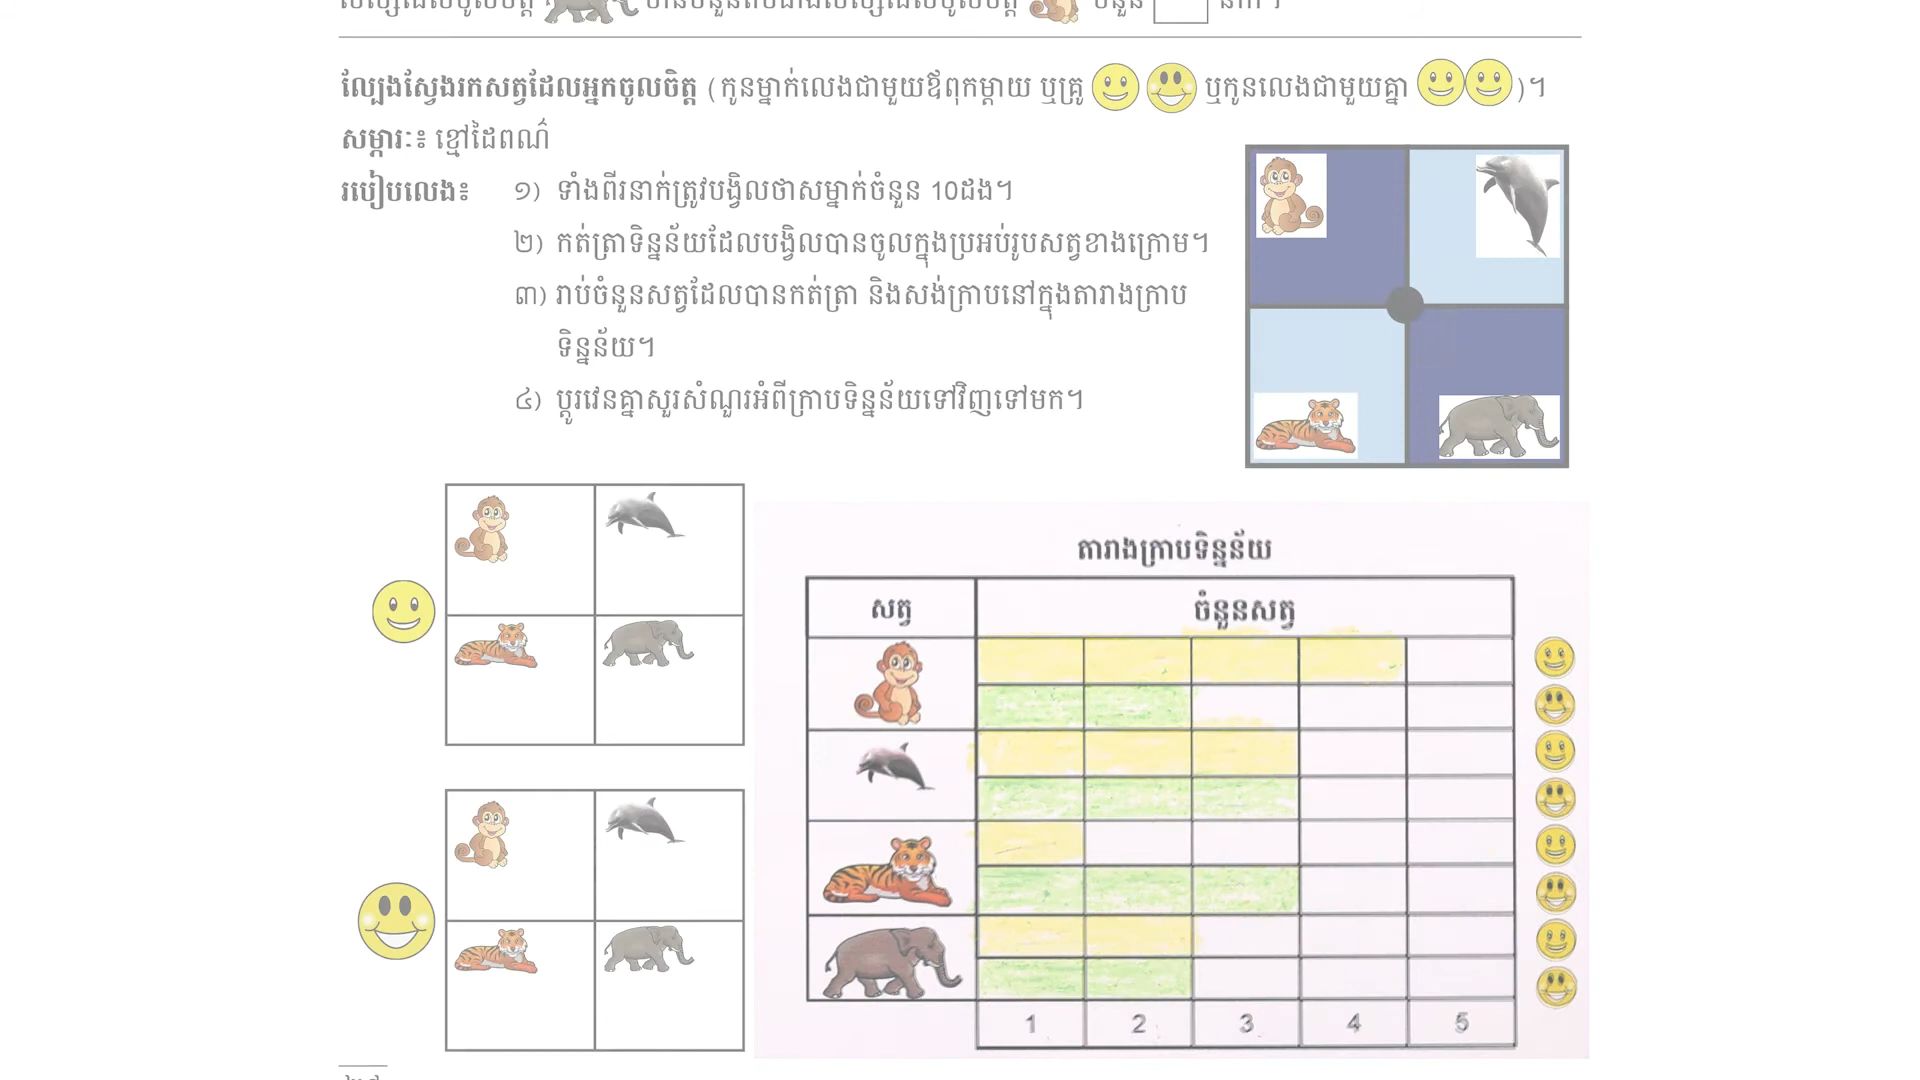 ល្បែងស្វែងរកសត្វដែលអ្នកចូលចិត្ត (កូនម្នាក់លេងជាមួយឪពុកម្តាយ ឬគ្រូ ឬកូនលេងជាមួយគ្នា )។
សម្ភារៈ៖ ខ្មៅដៃពណ៌
របៀបលេង៖ ១) ទាំងពីរនាក់ត្រូវបង្វិលថាសម្នាក់ចំនួន 10ដង។
២) កត់ត្រាទិន្នន័យដែលបង្វិលបានចូលក្នុងប្រអប់រូបសត្វខាងក្រោម។
៣) រាប់ចំនួនសត្វដែលបានកត់ត្រា និងសង់ក្រាបនៅក្នុងតារាងក្រាប
ទិន្នន័យ។
៤) ប្តូរវេនគ្នាសួរសំណួរអំពីក្រាបទិន្នន័យទៅវិញទៅមក។
តារាងក្រាបទិន្នន័យ
សត្វ ចំនួនសត្វ
1 2 3 4 5